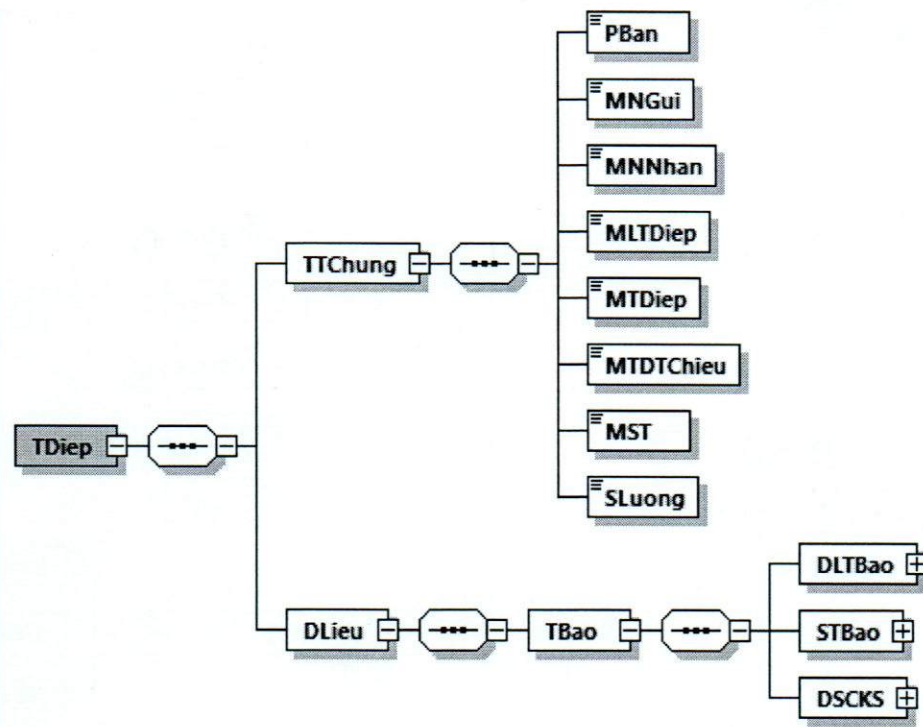 PBan
MNGui
MNNhan
MLTDiep
TTChung
MTDiep
MTDTChieu
TDiep
MST
SLuong
DLTBao
DLieu
TBao
STBao
DSCKS